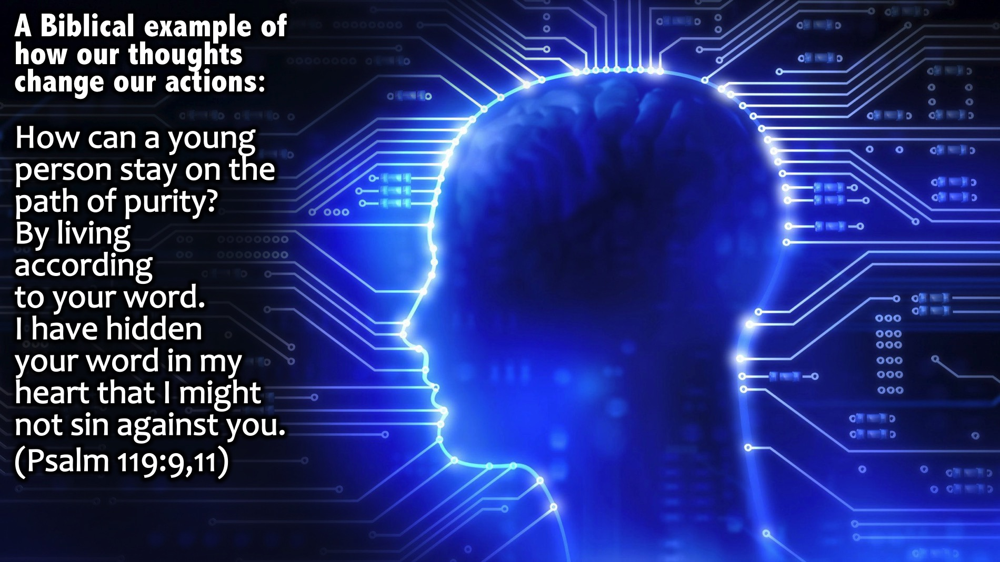 A Biblical example of
how our thoughts
change our actions:
How can a young
person stay on the
path of purity?
By living
according
to your word.
I have hidden
your word in my
heart that I might
not sin against you.
(Psalm 119:9,11)